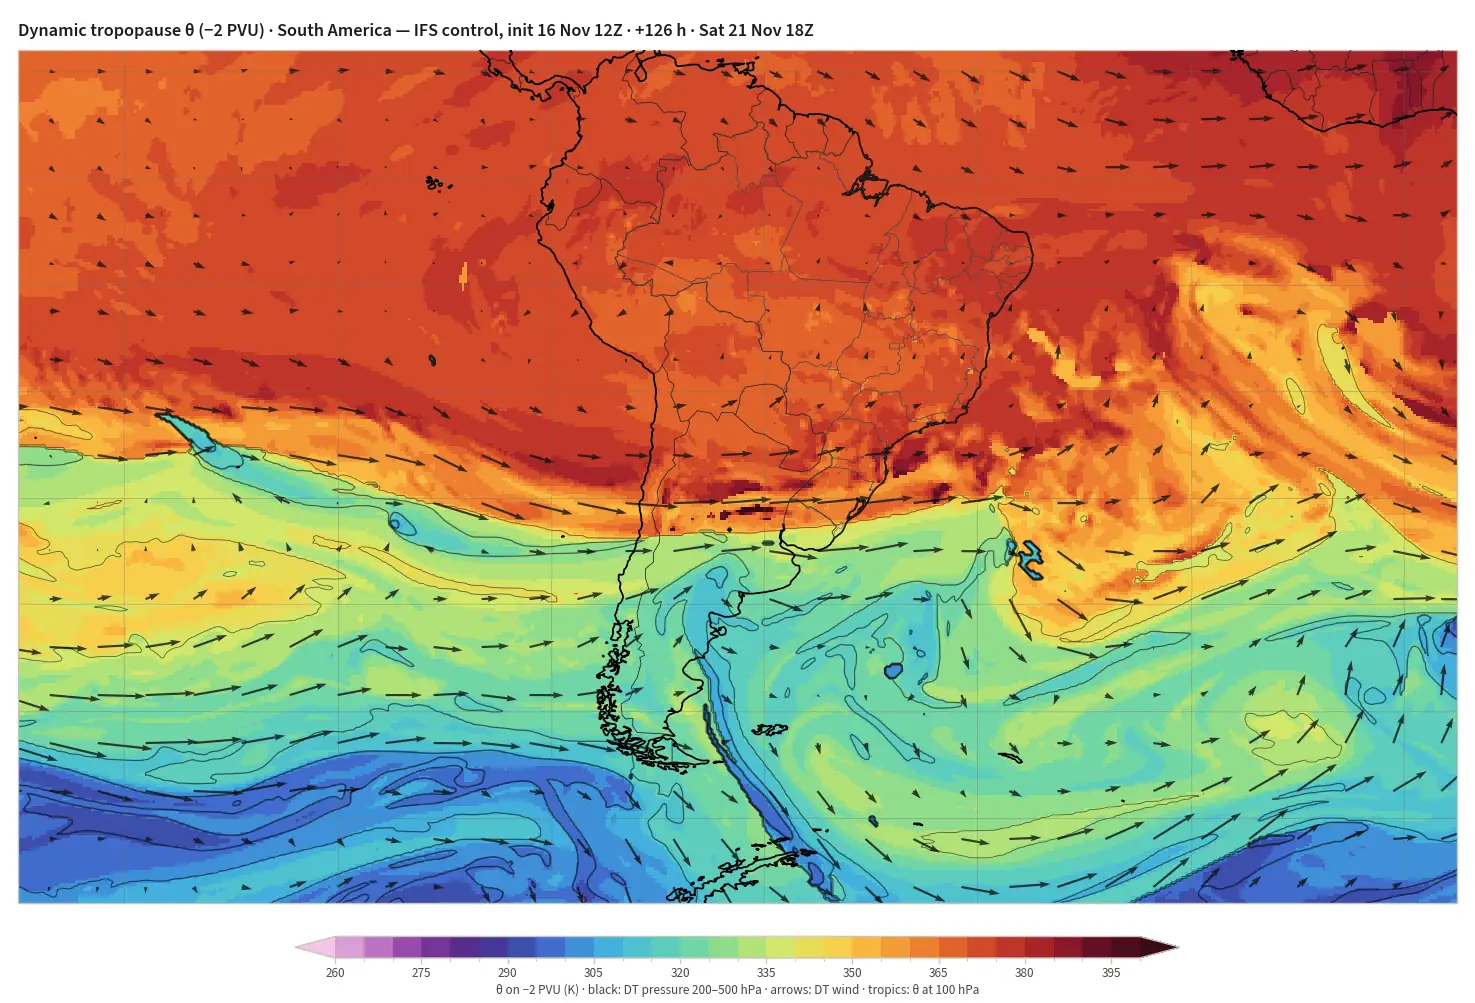 Dynamic tropopause θ (−2 PVU) · South America — IFS control, init 16 Nov 12Z · +126 h · Sat 21 Nov 18Z
260 275 290 305 320 335 350 365 380 395
θ on −2 PVU (K) · black: DT pressure 200–500 hPa · arrows: DT wind · tropics: θ at 100 hPa